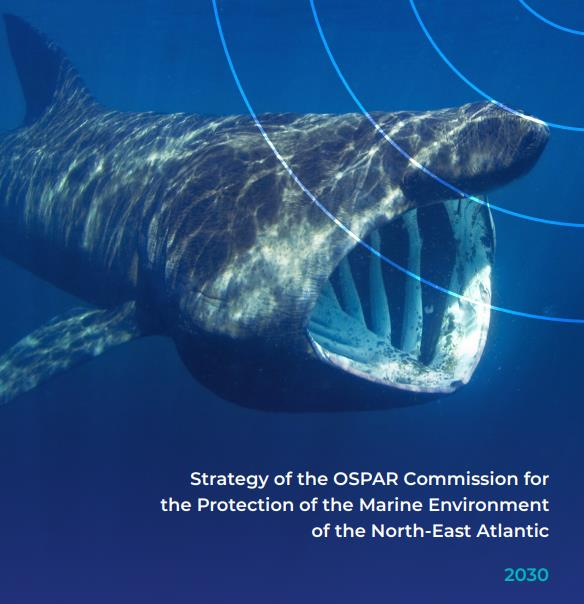 Strategy of the OSPAR Commission for
the Protection of the Marine Environment
of the North-East Atlantic
2030